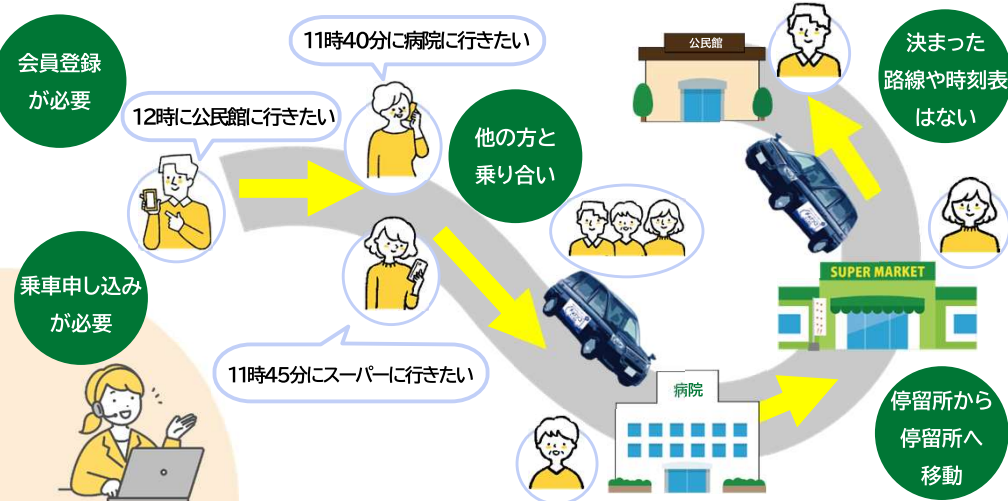 会員登録
が必要
11時40分に病院に行きたい
12時に公民館に行きたい
他の方と
乗り合い
公民館
決まった
路線や時刻表
はない
乗車申し込み
が必要
11時45分にスーパーに行きたい
SUPER MARKET
病院
停留所から
停留所へ
移動